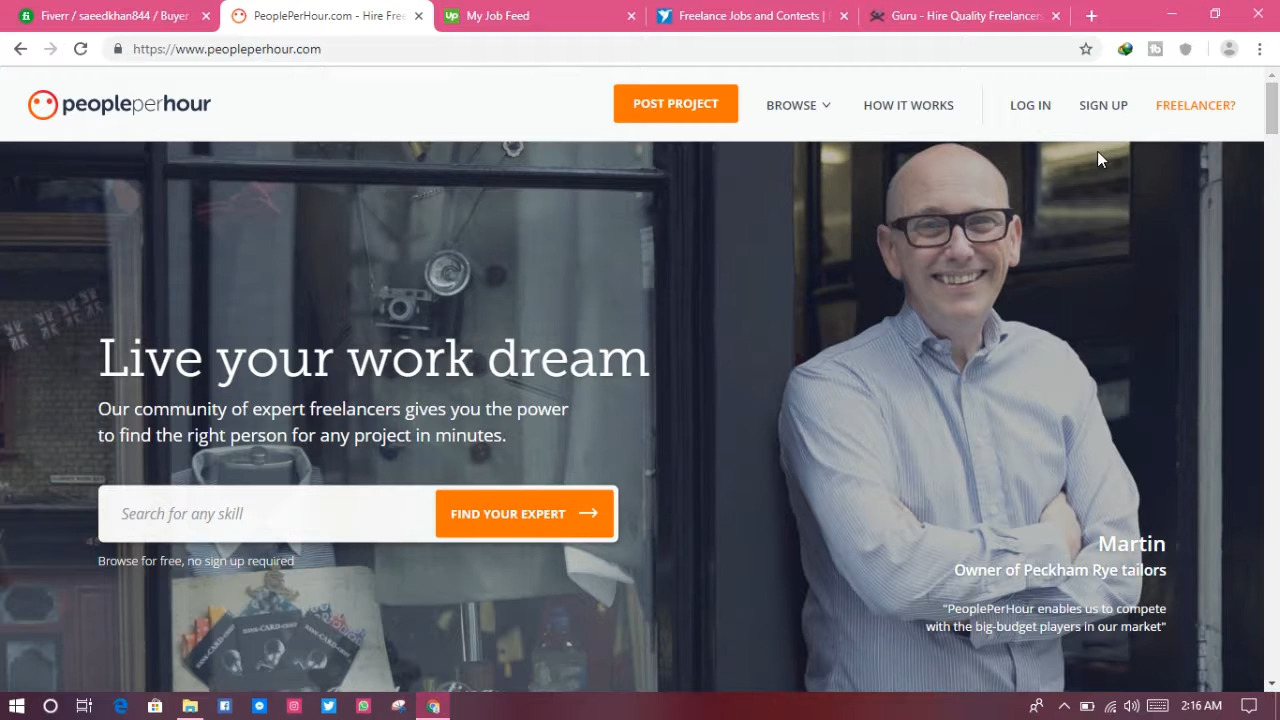 Fiverr / saeedkhan844 / Buyer
PeoplePerHour.com - Hire Free
My Job Feed
Freelance Jobs and Contests |
Guru - Hire Quality Freelancers
https://www.peopleperhour.com
peopleperhour
POST PROJECT
BROWSE
HOW IT WORKS
LOG IN
SIGN UP
FREELANCER?
Live your work dream
Our community of expert freelancers gives you the power
to find the right person for any project in minutes.
Search for any skill
FIND YOUR EXPERT
Browse for free, no sign up required
Martin
Owner of Peckham Rye tailors
"PeoplePerHour enables us to compete
with the big-budget players in our market"
2:16 AM